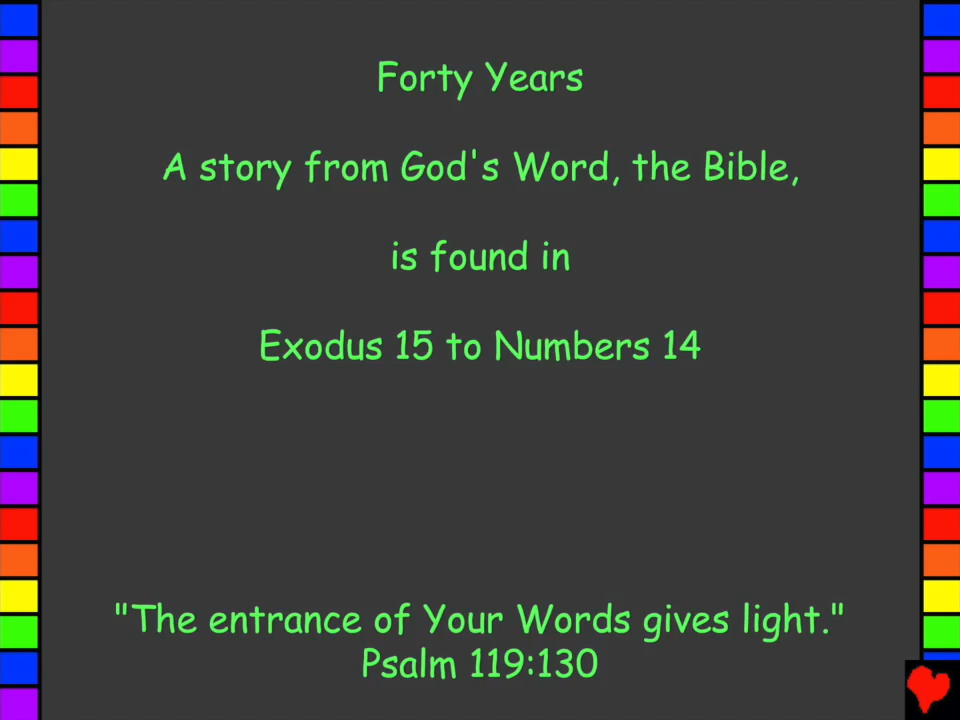 Forty Years
A story from God's Word, the Bible,
is found in
Exodus 15 to Numbers 14
"The entrance of Your Words gives light."
Psalm 119:130